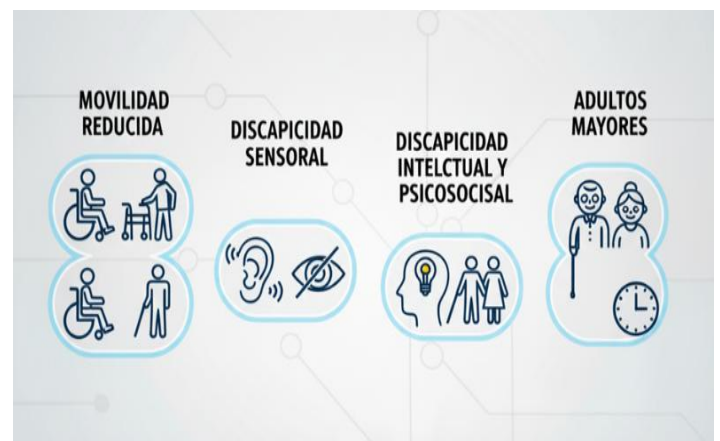 MOVILIDAD
REDUCIDA
DISCAPICIDAD
SENSORAL
DISCAPICIDAD
INTELCTUAL Y
PSICOSOCISAL
ADULTOS
MAYORES